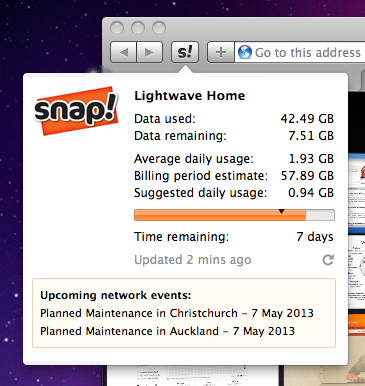 s!
Go to this address
snap!
Lightwave Home
Data used: 42.49 GB
Data remaining: 7.51 GB
Average daily usage: 1.93 GB
Billing period estimate: 57.89 GB
Suggested daily usage: 0.94 GB
Time remaining: 7 days
Updated 2 mins ago
Upcoming network events:
Planned Maintenance in Christchurch – 7 May 2013
Planned Maintenance in Auckland – 7 May 2013